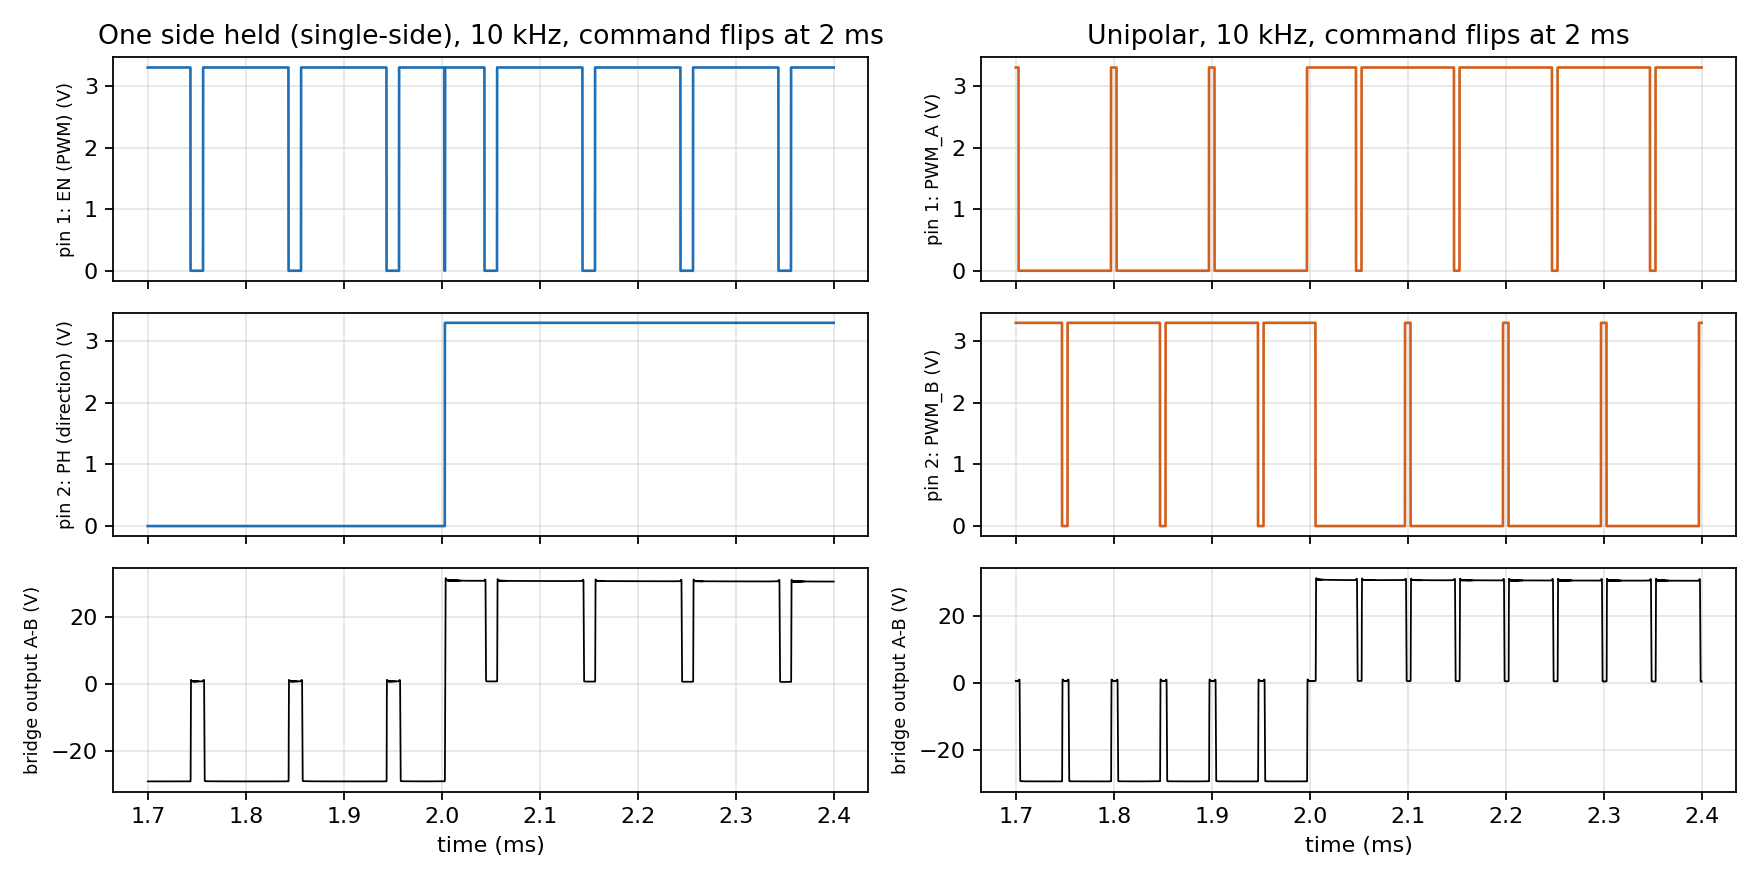 One side held (single-side), 10 kHz, command flips at 2 ms
pin 1: EN (PWM) (V)
3
2
1
0
pin 2: PH (direction) (V)
3
2
1
0
bridge output A-B (V)
20
0
−20
1.7 1.8 1.9 2.0 2.1 2.2 2.3 2.4
time (ms)
Unipolar, 10 kHz, command flips at 2 ms
pin 1: PWM_A (V)
3
2
1
0
pin 2: PWM_B (V)
3
2
1
0
bridge output A-B (V)
20
0
−20
1.7 1.8 1.9 2.0 2.1 2.2 2.3 2.4
time (ms)